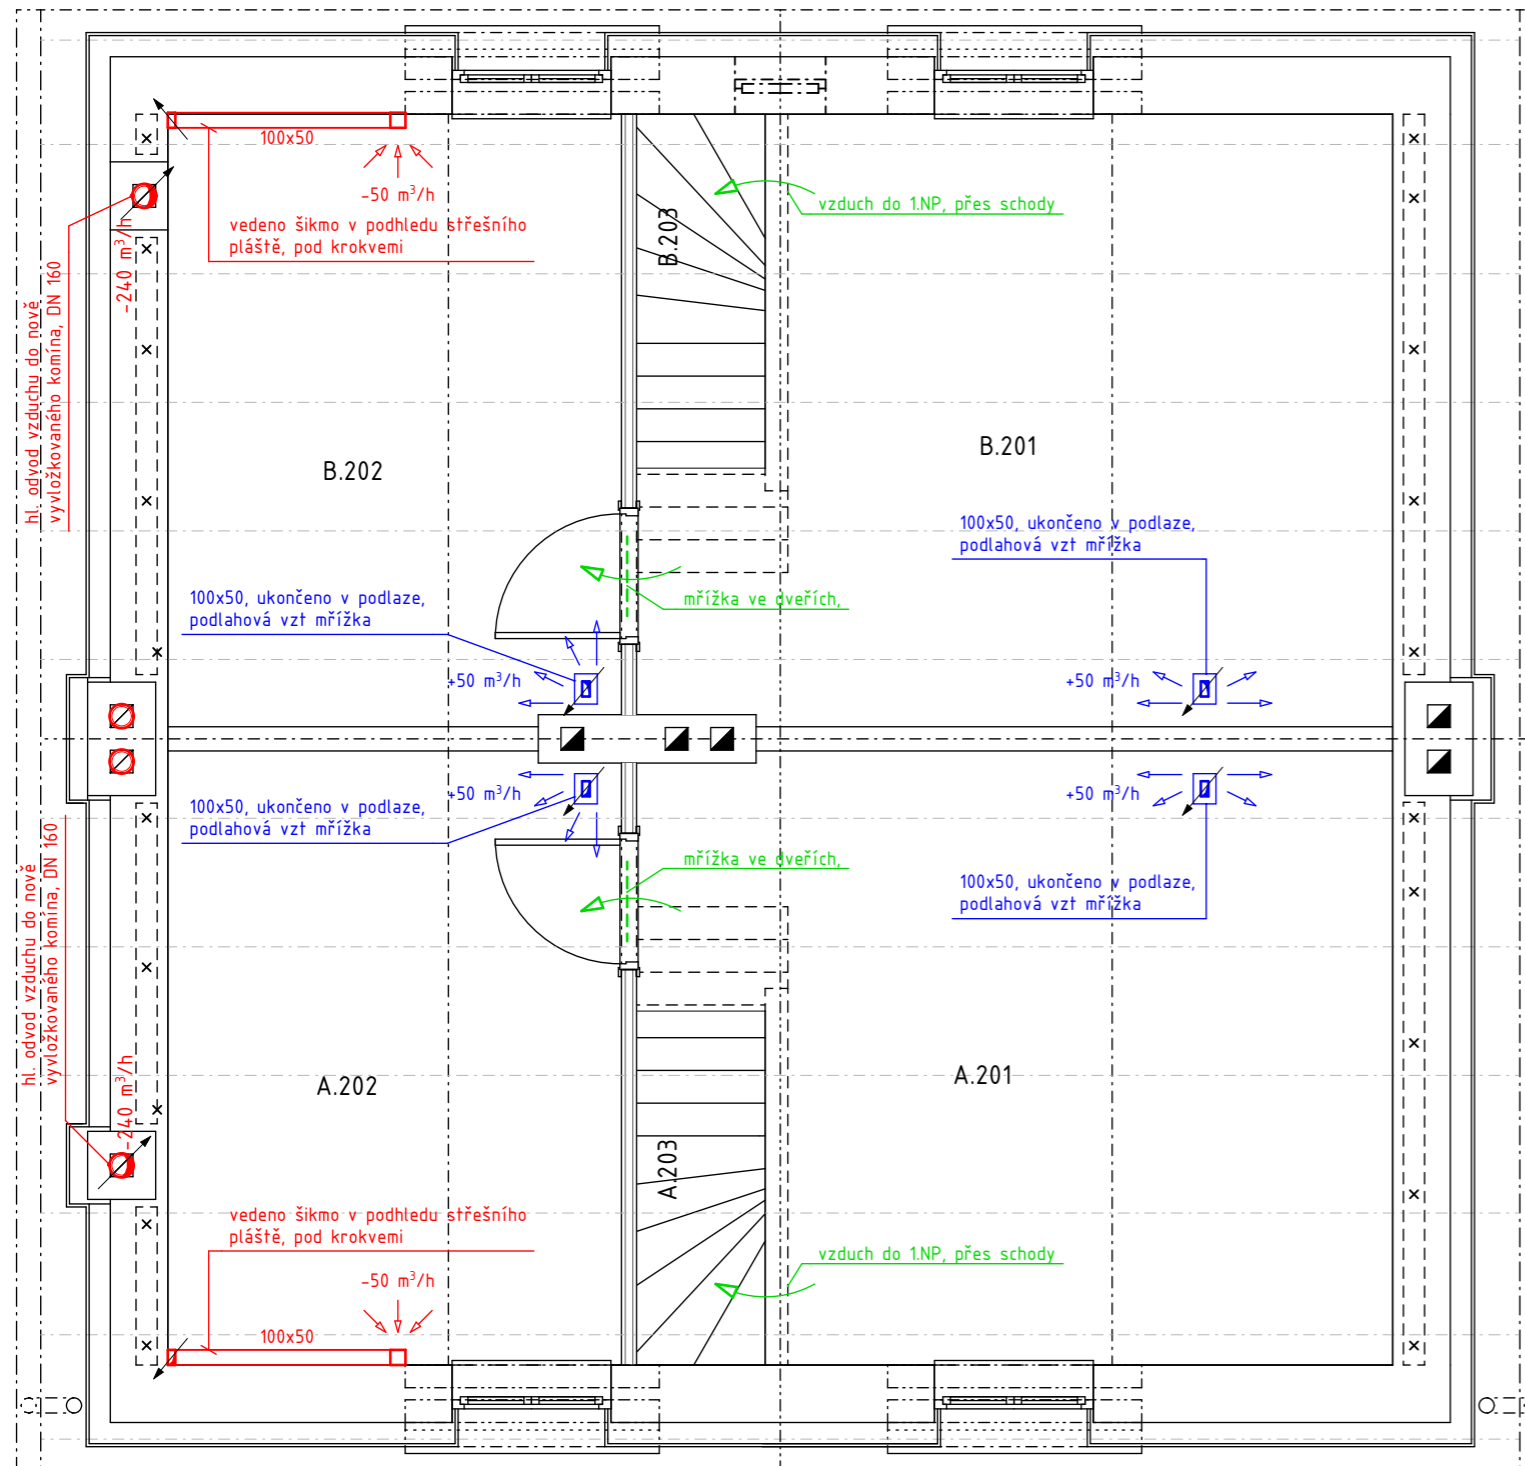 100x50
-50 m³/h
vedeno šikmo v podhledu střešního
pláště, pod krokvemi
-240 m³/h
hl. odvod vzduchu do nově
vyvložkovaného komína, DN 160
B.203
vzduch do 1.NP, přes schody
B.202
B.201
100x50, ukončeno v podlaze,
podlahová vzt mřížka
mřížka ve dveřích,
100x50, ukončeno v podlaze,
podlahová vzt mřížka
+50 m³/h
+50 m³/h
+50 m³/h
+50 m³/h
100x50, ukončeno v podlaze,
podlahová vzt mřížka
mřížka ve dveřích,
100x50, ukončeno v podlaze,
podlahová vzt mřížka
hl. odvod vzduchu do nově
vyvložkovaného komína, DN 160
-240 m³/h
A.202
A.201
A.203
vedeno šikmo v podhledu střešního
pláště, pod krokvemi
vzduch do 1.NP, přes schody
-50 m³/h
100x50